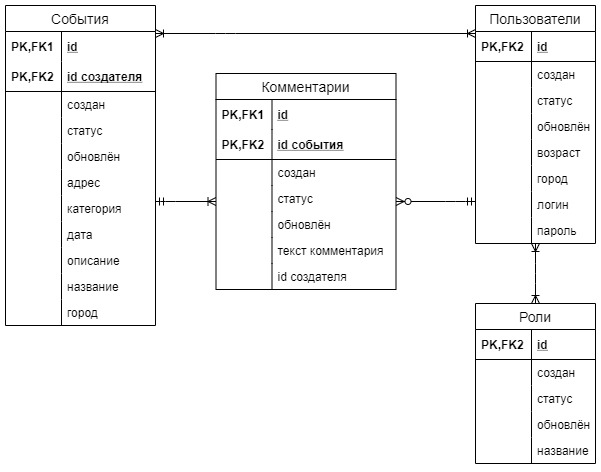 События
PK,FK1 id
PK,FK2 id создателя
создан
статус
обновлён
адрес
категория
дата
описание
название
город
Комментарии
PK,FK1 id
PK,FK2 id события
создан
статус
обновлён
текст комментария
id создателя
Пользователи
PK,FK2 id
создан
статус
обновлён
возраст
город
логин
пароль
Роли
PK,FK2 id
создан
статус
обновлён
название